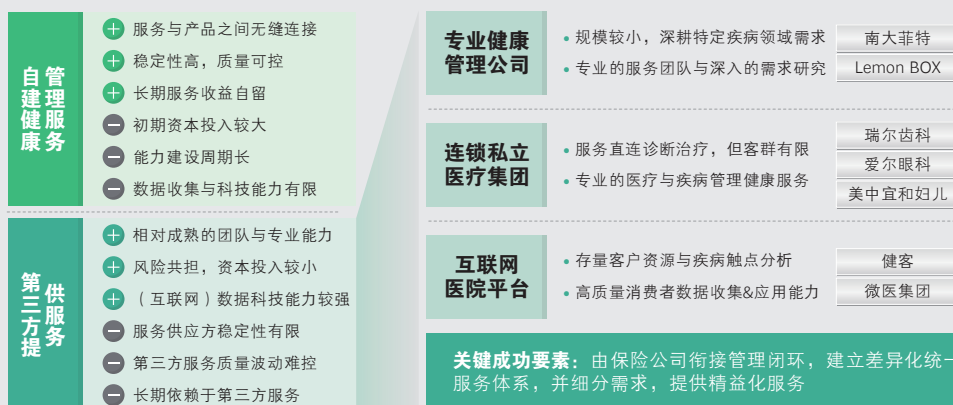 自建健康
管理服务
服务与产品之间无缝连接
稳定性高，质量可控
长期服务收益自留
初期资本投入较大
能力建设周期长
数据收集与科技能力有限
第三方提
供服务
相对成熟的团队与专业能力
风险共担，资本投入较小
（互联网）数据科技能力较强
服务供应方稳定性有限
第三方服务质量波动难控
长期依赖于第三方服务
专业健康
管理公司
• 规模较小，深耕特定疾病领域需求
• 专业的服务团队与深入的需求研究
南大菲特
Lemon BOX
连锁私立
医疗集团
• 服务直连诊断治疗，但客群有限
• 专业的医疗与疾病管理健康服务
瑞尔齿科
爱尔眼科
美中宜和妇儿
互联网
医院平台
• 存量客户资源与疾病触点分析
• 高质量消费者数据收集&应用能力
健客
微医集团
关键成功要素：由保险公司衔接管理闭环，建立差异化统一
服务体系，并细分需求，提供精益化服务